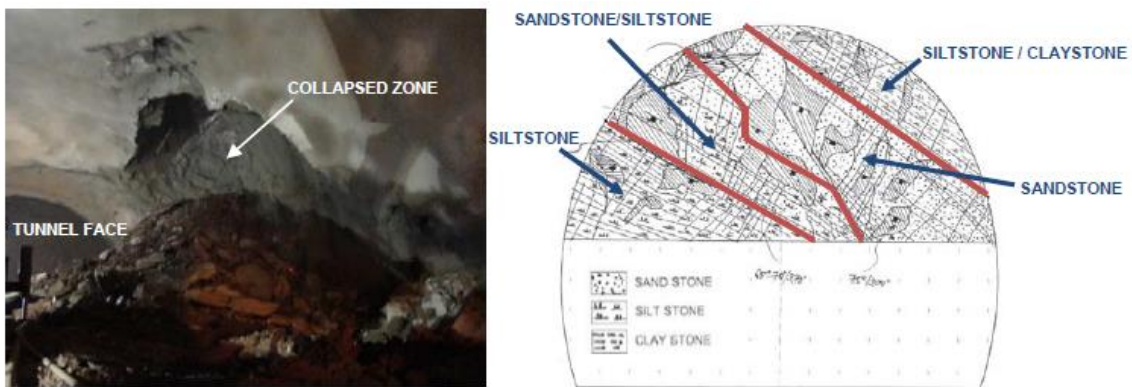 COLLAPSED ZONE
TUNNEL FACE
SANDSTONE/SILTSTONE
SILTSTONE / CLAYSTONE
SILTSTONE
SANDSTONE
SAND STONE
SILT STONE
CLAY STONE